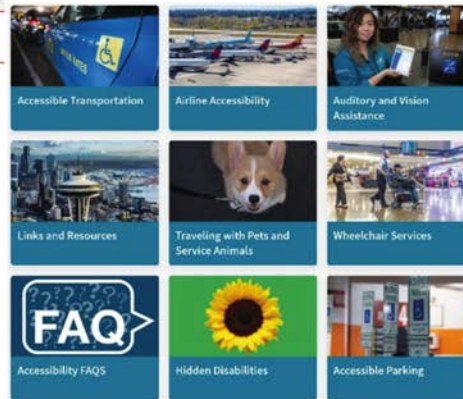 Accessible Transportation
Airline Accessibility
Auditory and Vision
Assistance
Links and Resources
Traveling with Pets and
Service Animals
Wheelchair Services
FAQ
Accessibility FAQS
Hidden Disabilities
Accessible Parking